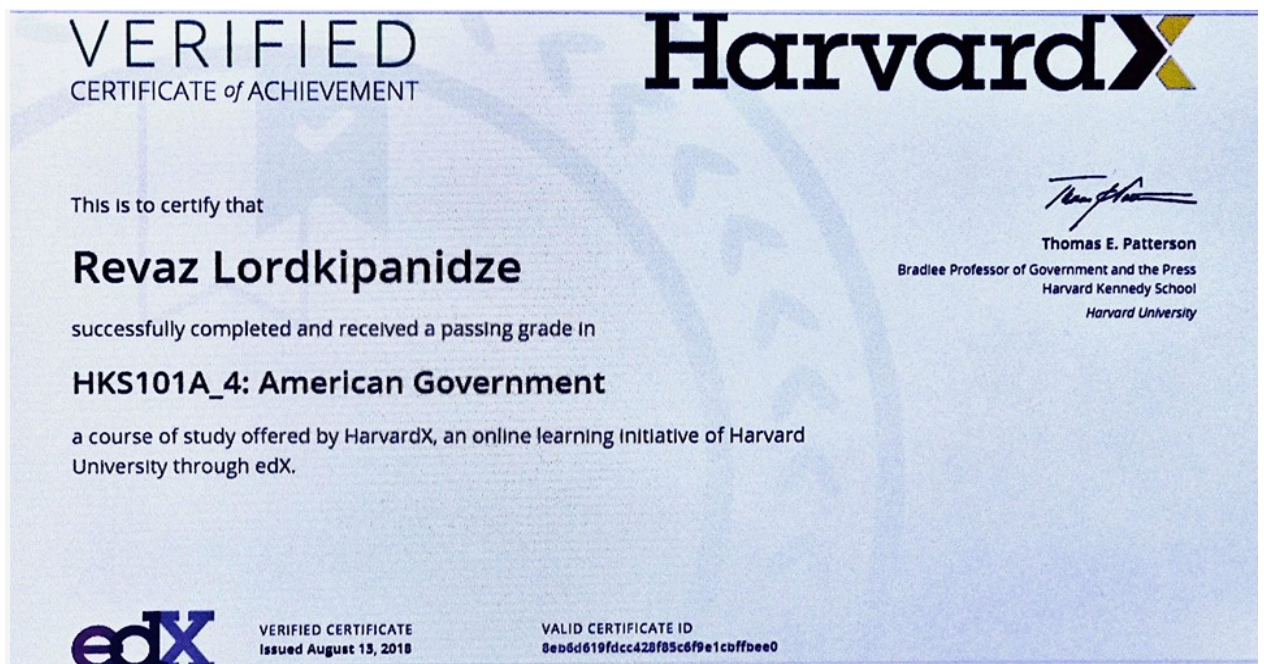 VERIFIED
CERTIFICATE of ACHIEVEMENT
HarvardX
This is to certify that
Revaz Lordkipanidze
successfully completed and received a passing grade in
HKS101A_4: American Government
a course of study offered by HarvardX, an online learning initiative of Harvard
University through edX.
Thomas E. Patterson
Bradlee Professor of Government and the Press
Harvard Kennedy School
Harvard University
edX
VERIFIED CERTIFICATE
Issued August 13, 2018
VALID CERTIFICATE ID
8eb6d619fdcc428f85c6f9e1cbffbee0